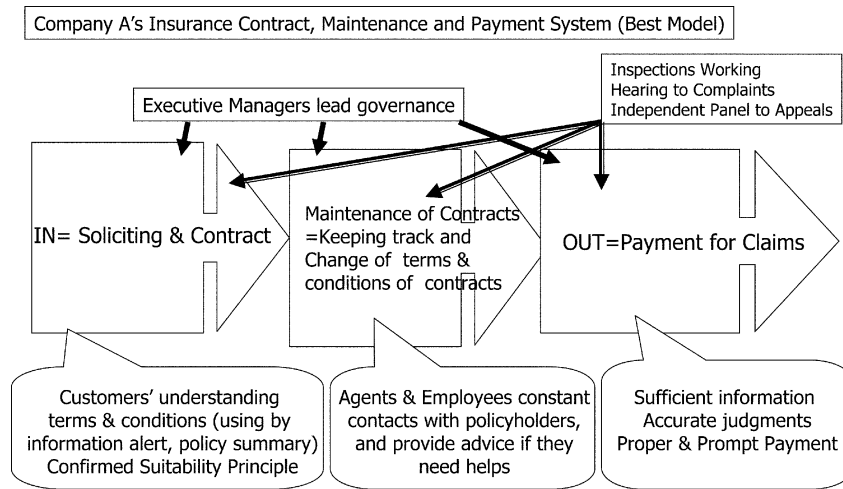 Company A's Insurance Contract, Maintenance and Payment System (Best Model)
Inspections Working
Hearing to Complaints
Independent Panel to Appeals
Executive Managers lead governance
IN= Soliciting & Contract
Maintenance of Contracts
=Keeping track and
Change of terms &
conditions of contracts
OUT=Payment for Claims
Customers' understanding
terms & conditions (using by
information alert, policy summary)
Confirmed Suitability Principle
Agents & Employees constant
contacts with policyholders,
and provide advice if they
need helps
Sufficient information
Accurate judgments
Proper & Prompt Payment